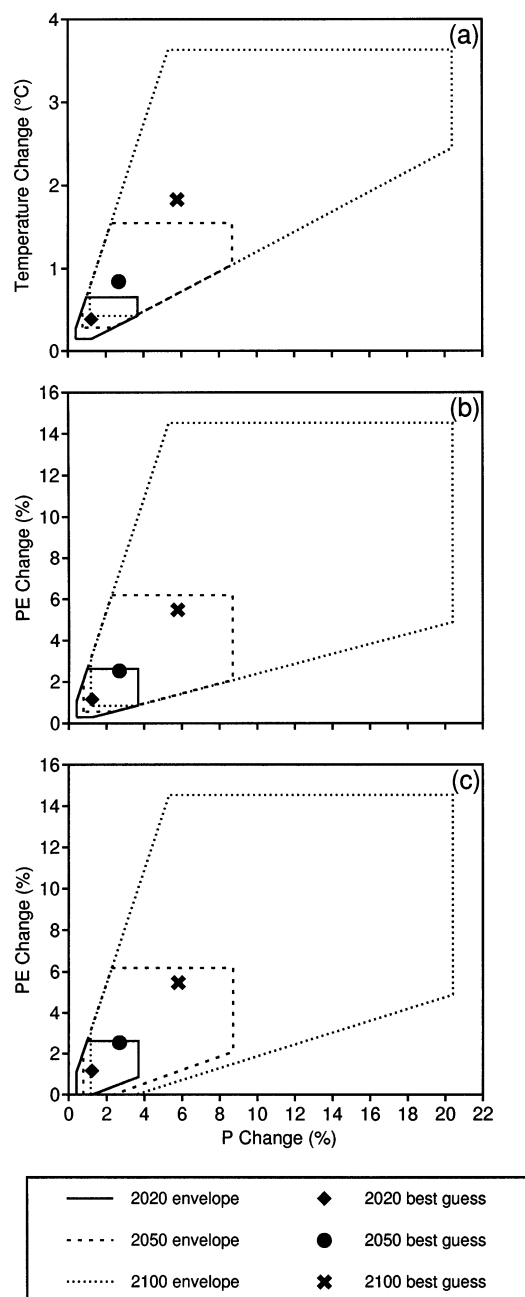 (a)
Temperature Change (°C)
4
3
2
1
0
(b)
PE Change (%)
16
14
12
10
8
6
4
2
0
(c)
PE Change (%)
16
14
12
10
8
6
4
2
0
0 2 4 6 8 10 12 14 16 18 20 22
P Change (%)
2020 envelope
2020 best guess
2050 envelope
2050 best guess
2100 envelope
2100 best guess